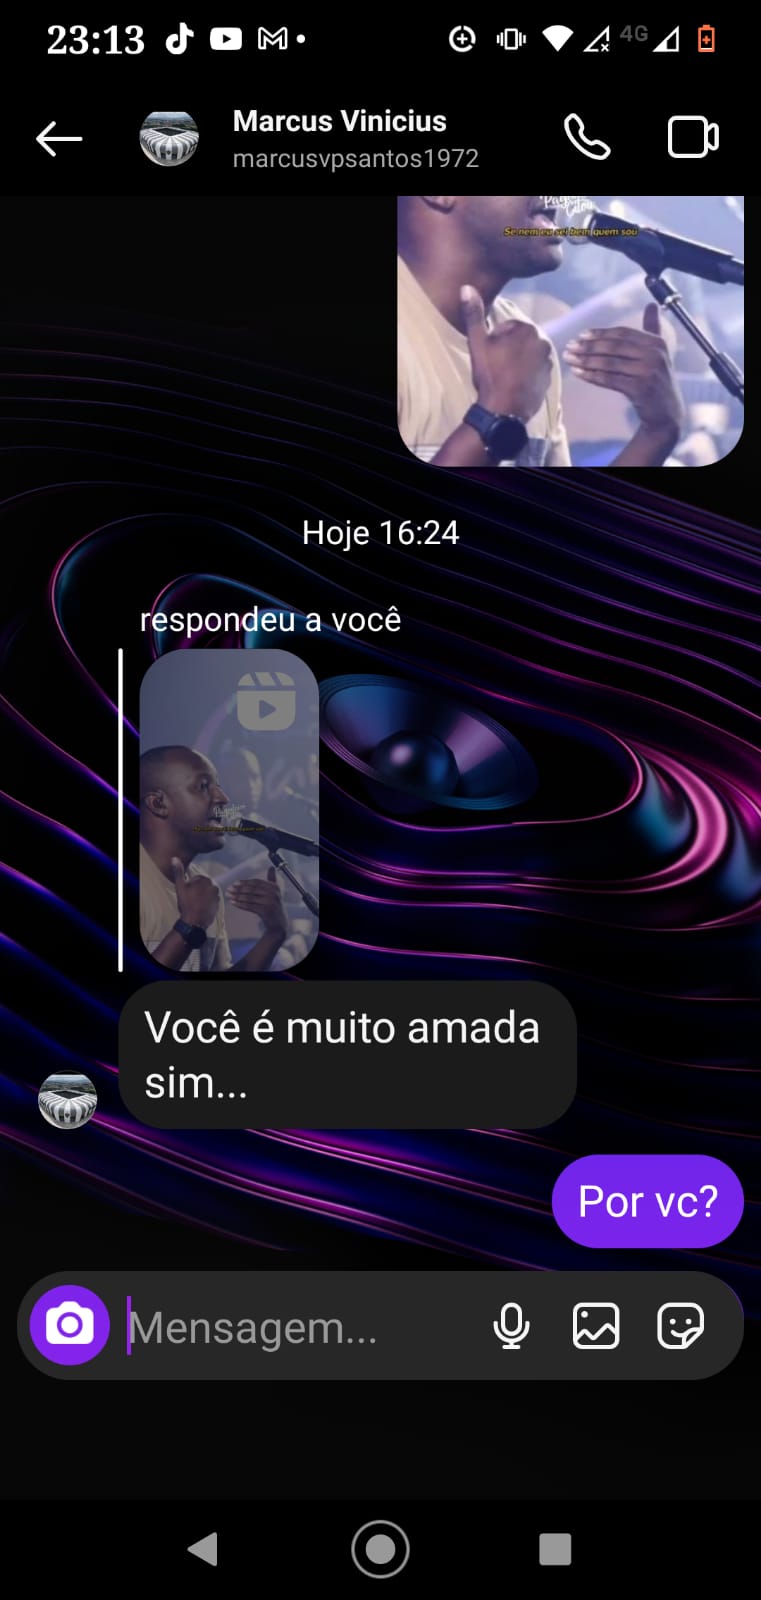 23:13
4G
Marcus Vinicius
marcusvpsantos1972
Se nem eu sei bem quem sou
Hoje 16:24
respondeu a você
Você é muito amada
sim...
Por vc?
Mensagem...